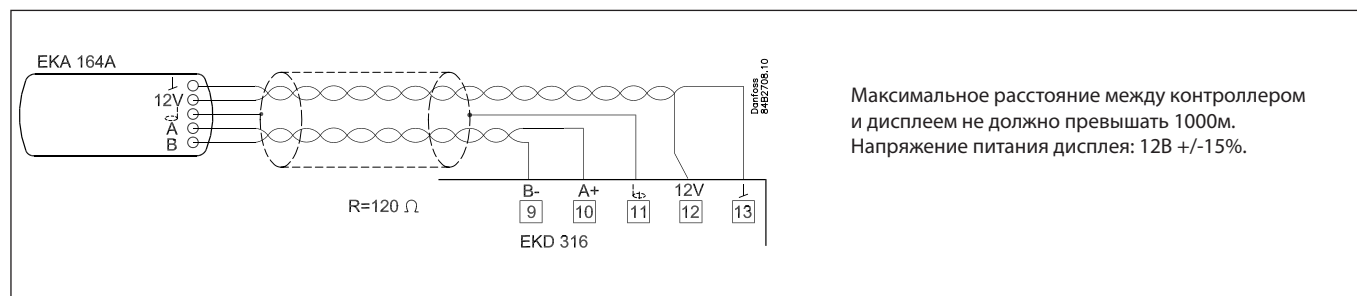 EKA 164A
12V
A
B
Danfoss
84B2708.10
R=120 Ω
B- A+ 12V
9 10 11 12 13
EKD 316
Максимальное расстояние между контроллером
и дисплеем не должно превышать 1000м.
Напряжение питания дисплея: 12В +/-15%.